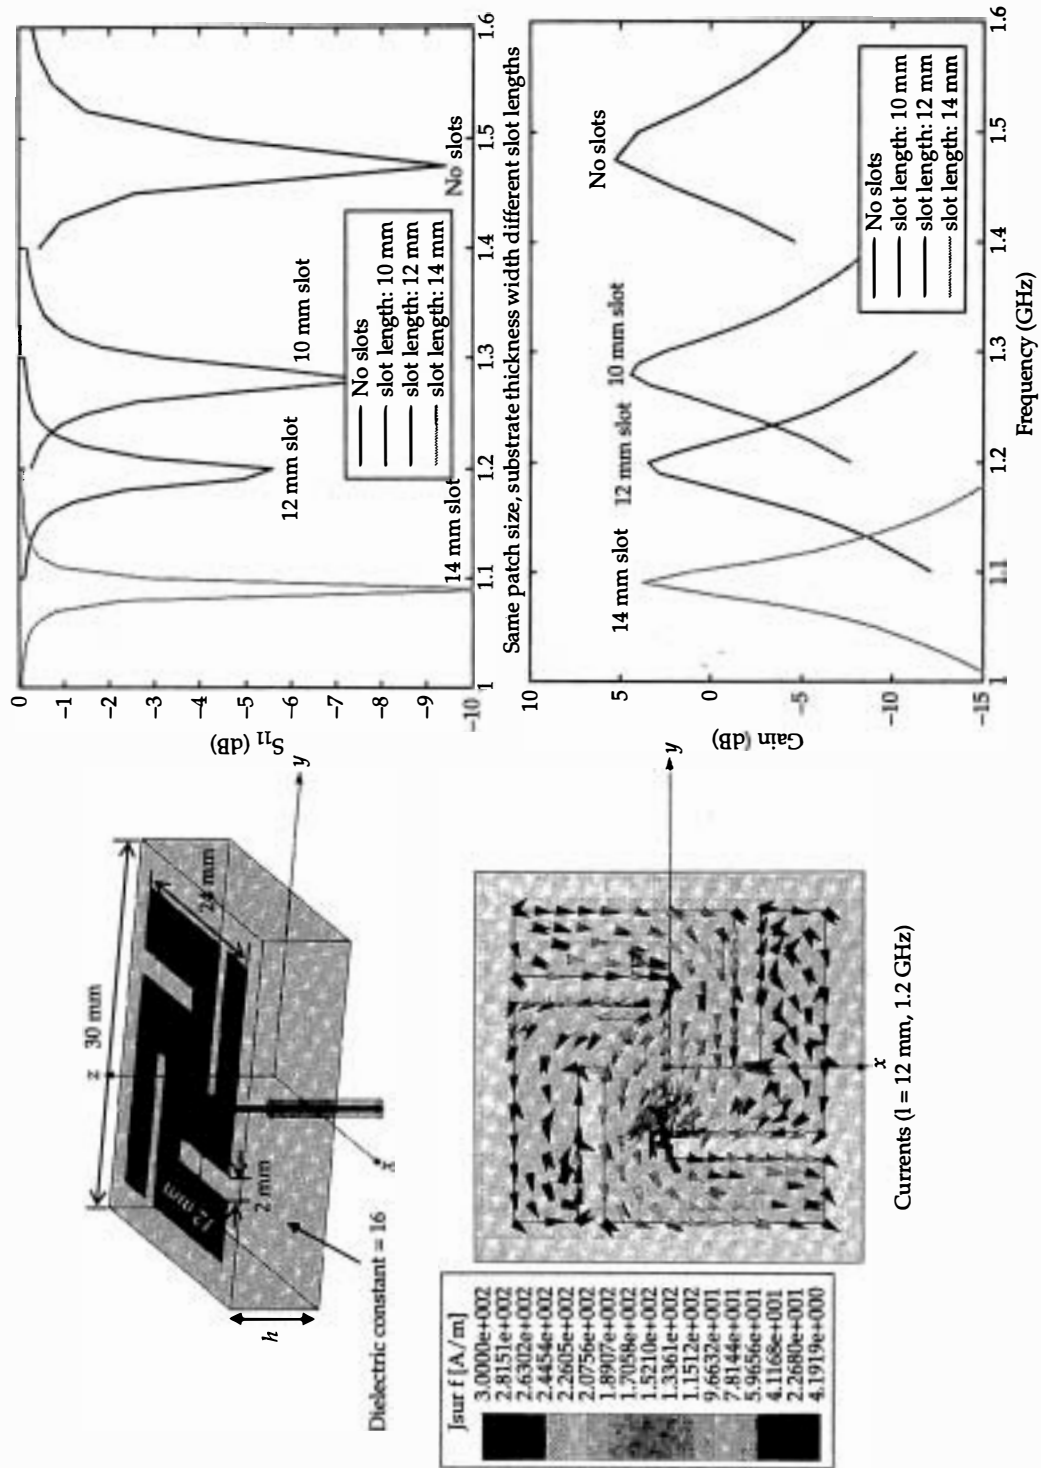 30 mm
z
24 mm
12 mm
2 mm
y
x
h
Dielectric constant = 16
0
−1
−2
−3
−4
−5
−6
−7
−8
−9
−10
S11 (dB)
1
1.1
1.2
1.3
1.4
1.5
1.6
14 mm slot
12 mm slot
10 mm slot
No slots
No slots
slot length: 10 mm
slot length: 12 mm
slot length: 14 mm
Same patch size, substrate thickness width different slot lengths
Jsur f [A/m]
3.0000e+002
2.8151e+002
2.6302e+002
2.4454e+002
2.2605e+002
2.0756e+002
1.8907e+002
1.7058e+002
1.5210e+002
1.3361e+002
1.1512e+002
9.6632e+001
7.8144e+001
5.9656e+001
4.1168e+001
2.2680e+001
4.1919e+000
y
x
Currents (l = 12 mm, 1.2 GHz)
10
5
0
−5
−10
−15
Gain (dB)
14 mm slot
12 mm slot
10 mm slot
No slots
No slots
slot length: 10 mm
slot length: 12 mm
slot length: 14 mm
1
1.1
1.2
1.3
1.4
1.5
1.6
Frequency (GHz)